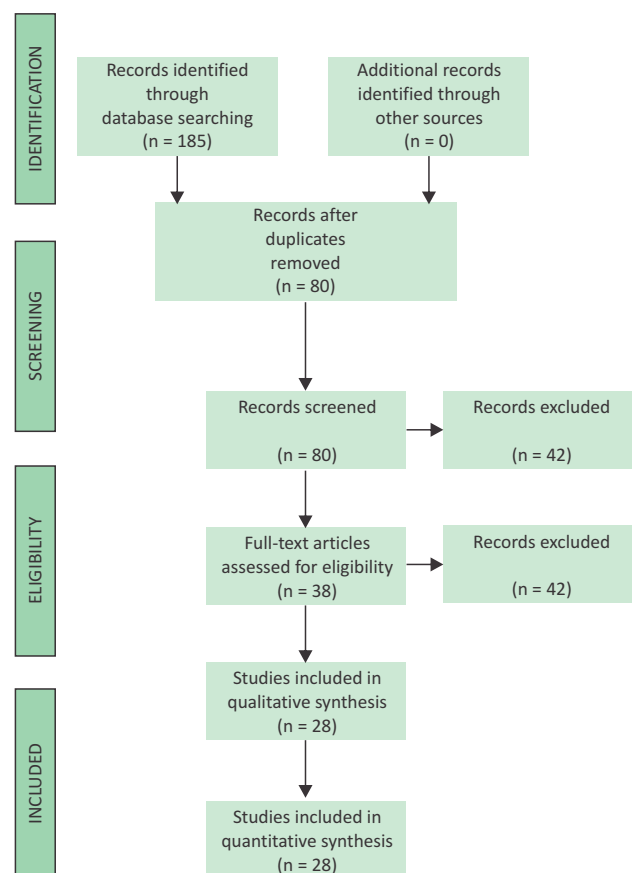 IDENTIFICATION
Records identified
through
database searching
(n = 185)
Additional records
identified through
other sources
(n = 0)
Records after
duplicates
removed
(n = 80)
SCREENING
Records screened
(n = 80)
Records excluded
(n = 42)
ELIGIBILITY
Full-text articles
assessed for eligibility
(n = 38)
Records excluded
(n = 42)
Studies included in
qualitative synthesis
(n = 28)
INCLUDED
Studies included in
quantitative synthesis
(n = 28)